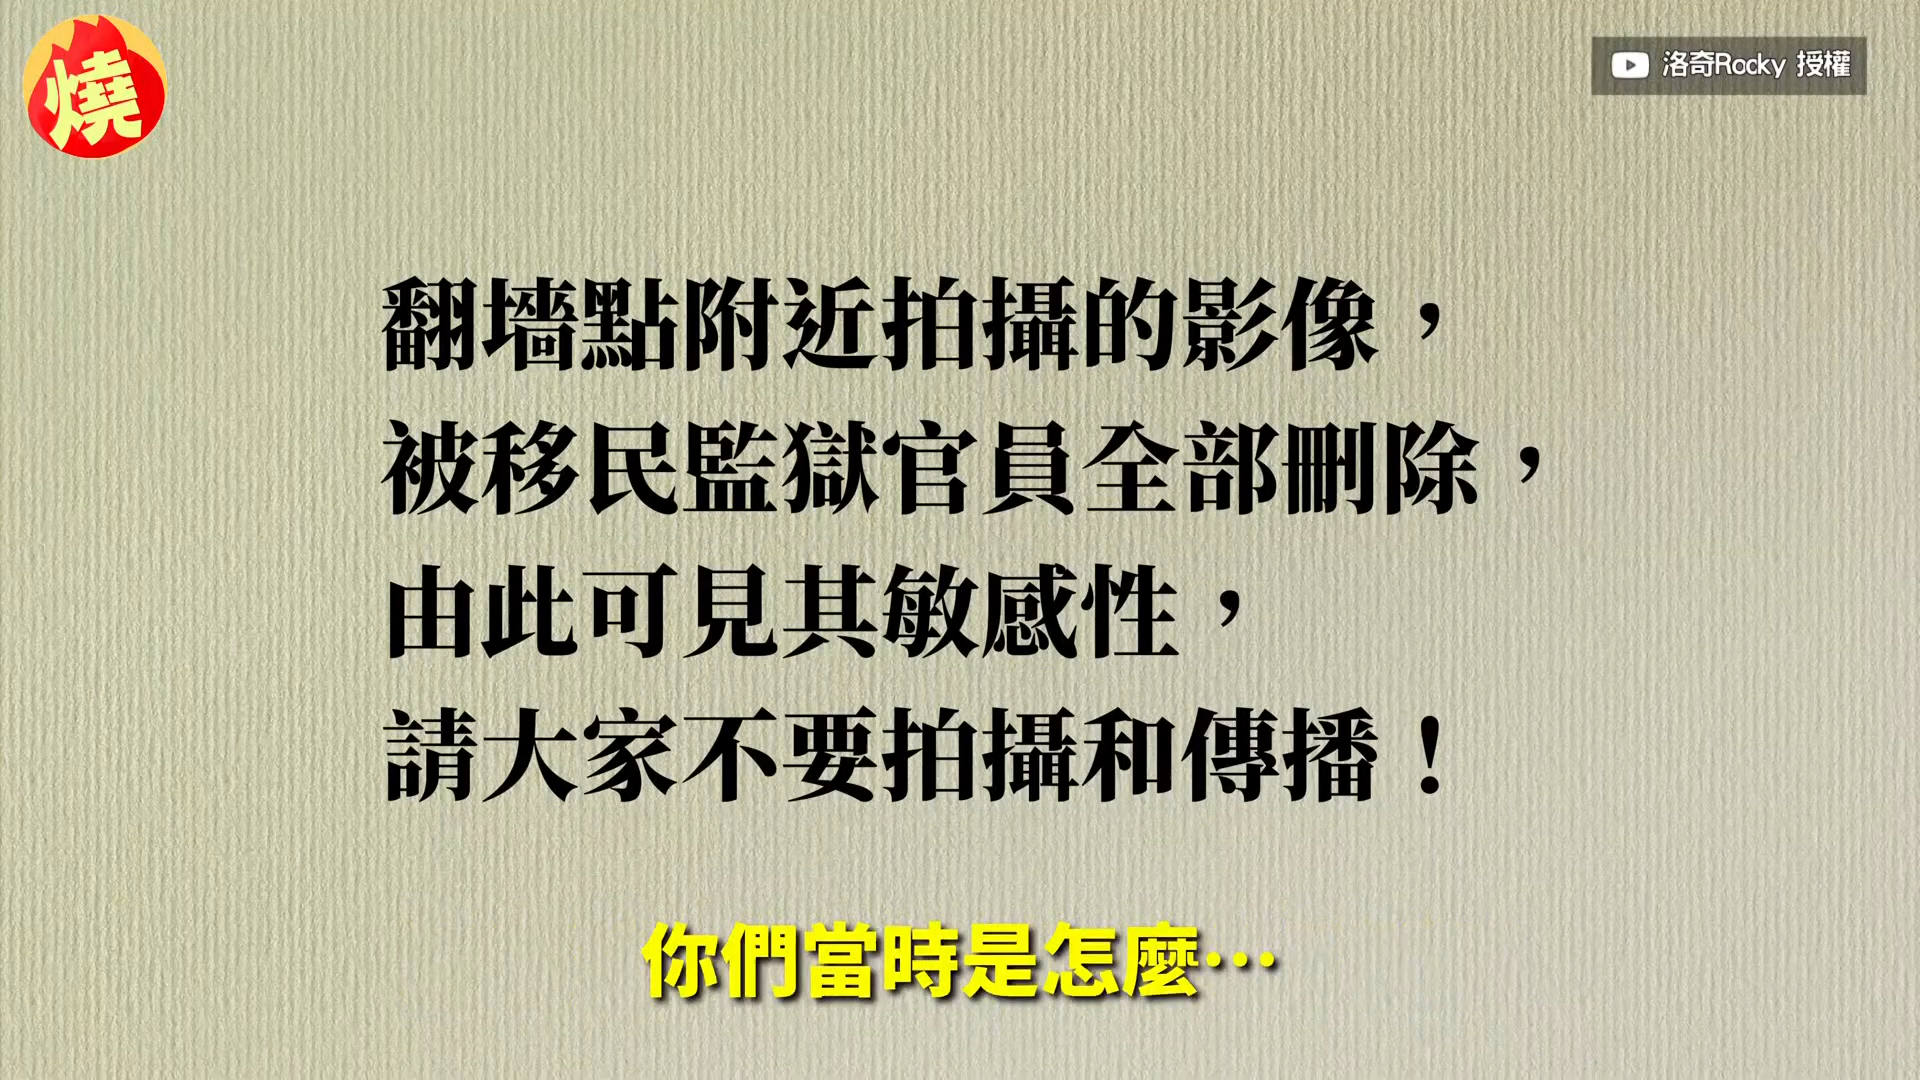 燒
洛奇Rocky 授權
翻墻點附近拍攝的影像，
被移民監獄官員全部刪除，
由此可見其敏感性，
請大家不要拍攝和傳播！
你們當時是怎麼…